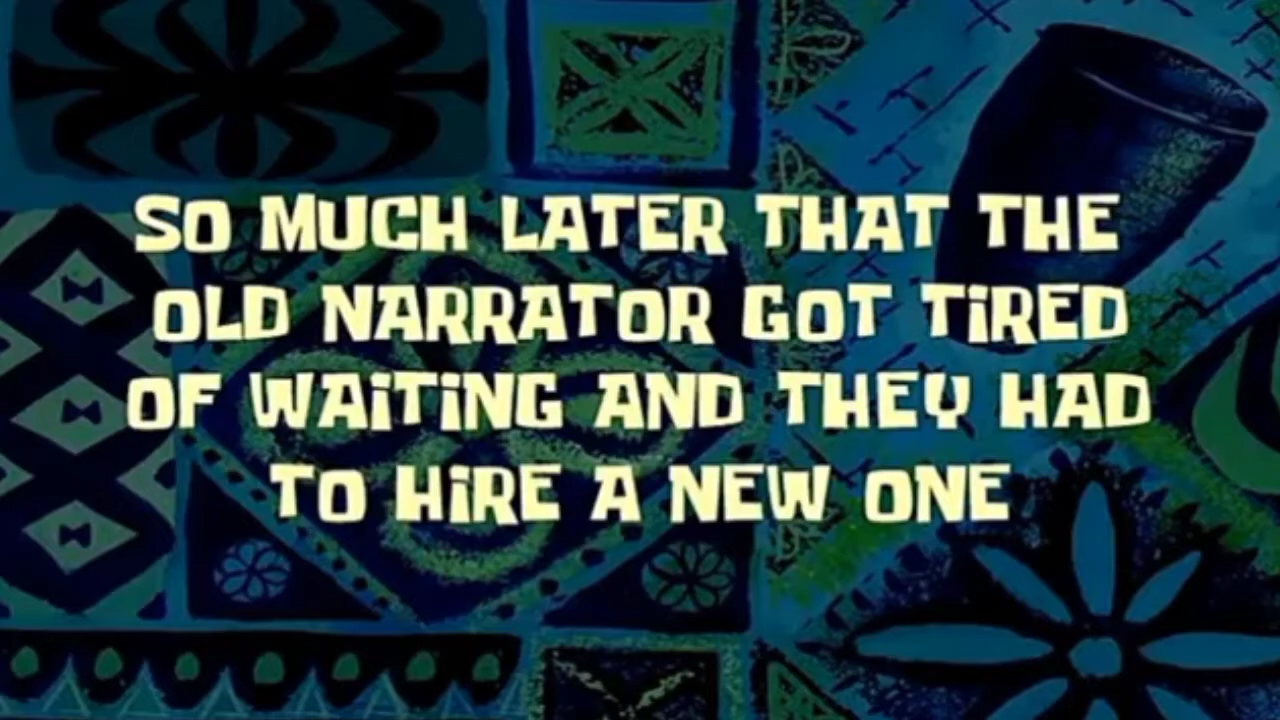 SO MUCH LATER THAT THE
OLD NARRATOR GOT TiRED
OF WAiTiNG AND THEY HAD
TO HiRE A NEW ONE